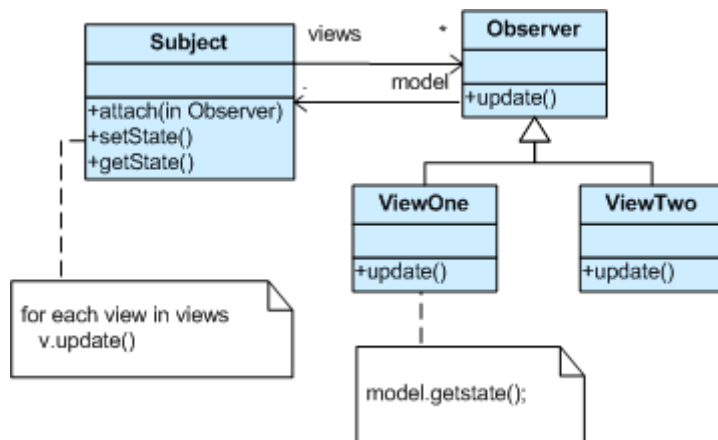 Subject
+attach(in Observer)
+setState()
+getState()
views
*
model
Observer
+update()
ViewOne
+update()
ViewTwo
+update()
for each view in views
v.update()
model.getstate();